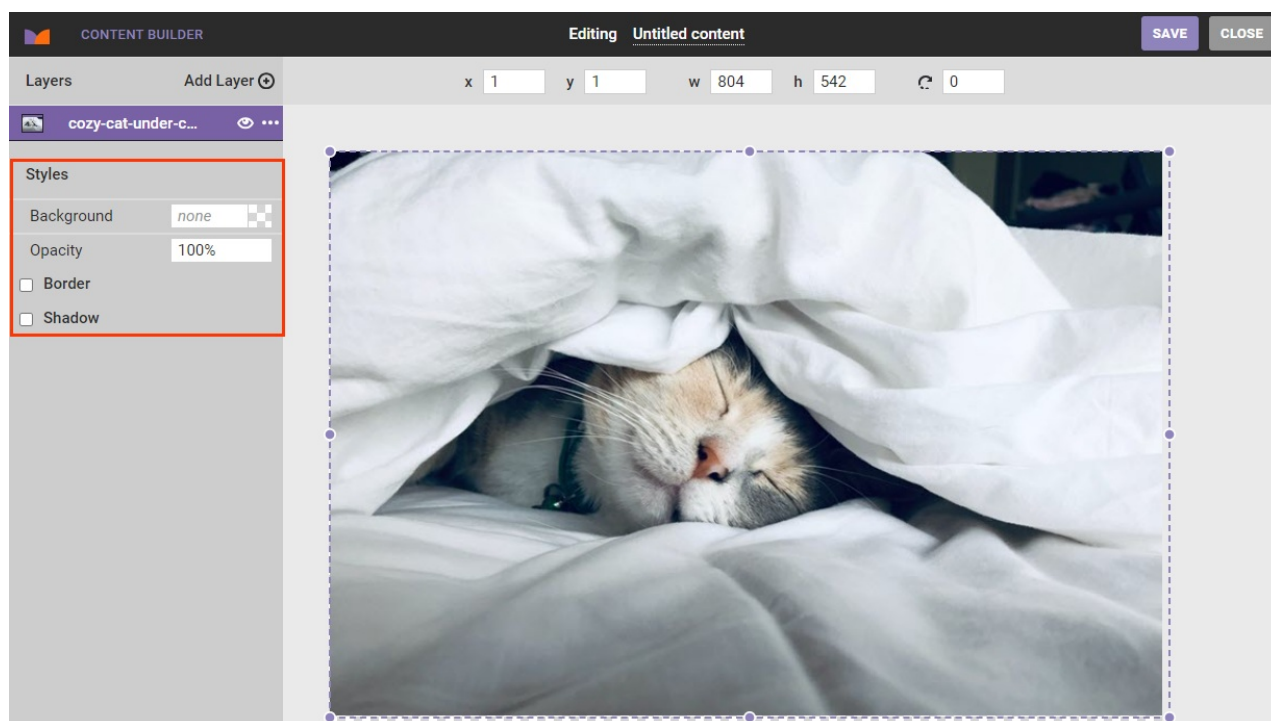 CONTENT BUILDER
Editing Untitled content
SAVE
CLOSE
Layers
Add Layer
x 1 y 1 w 804 h 542 0
cozy-cat-under-c... ...
Styles
Background none
Opacity 100%
Border
Shadow